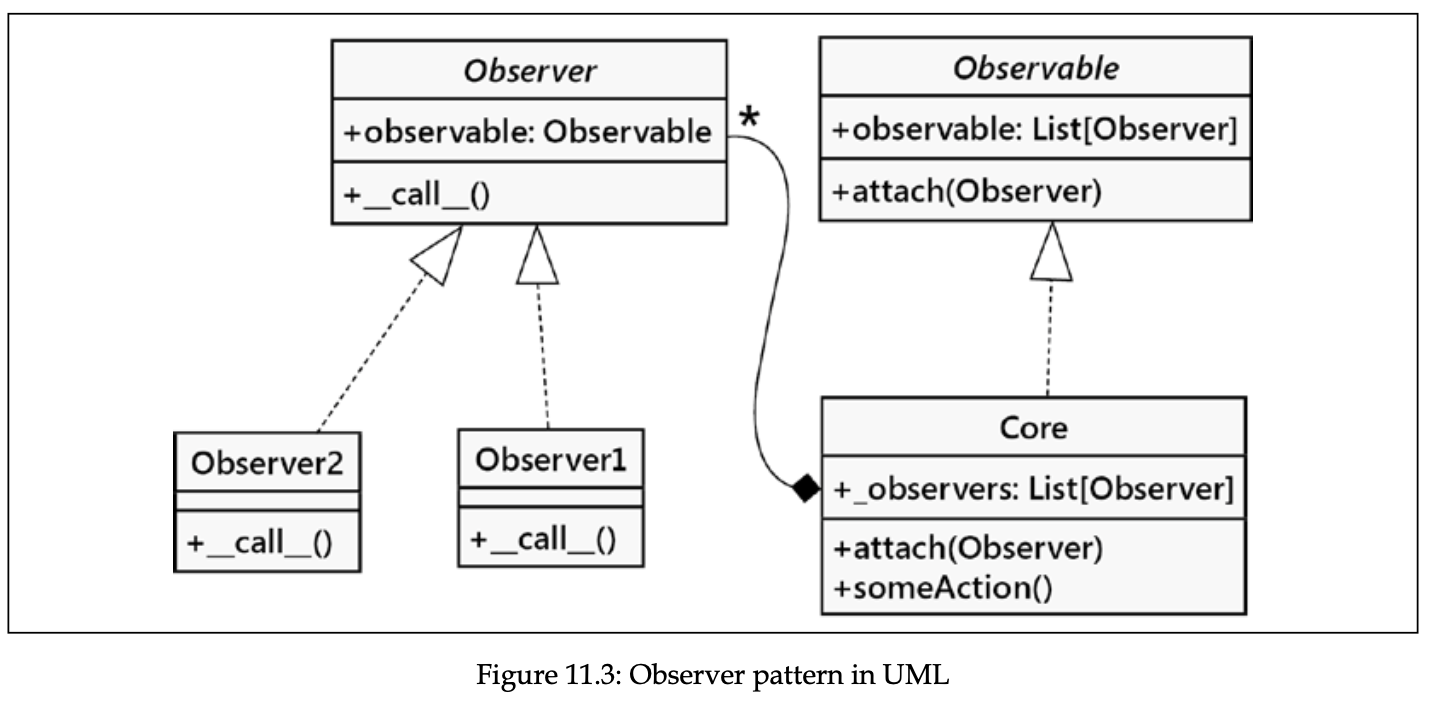 Observer
+observable: Observable
+__call__()
*
Observable
+observable: List[Observer]
+attach(Observer)
Observer2
+__call__()
Observer1
+__call__()
Core
+_observers: List[Observer]
+attach(Observer)
+someAction()
Figure 11.3: Observer pattern in UML